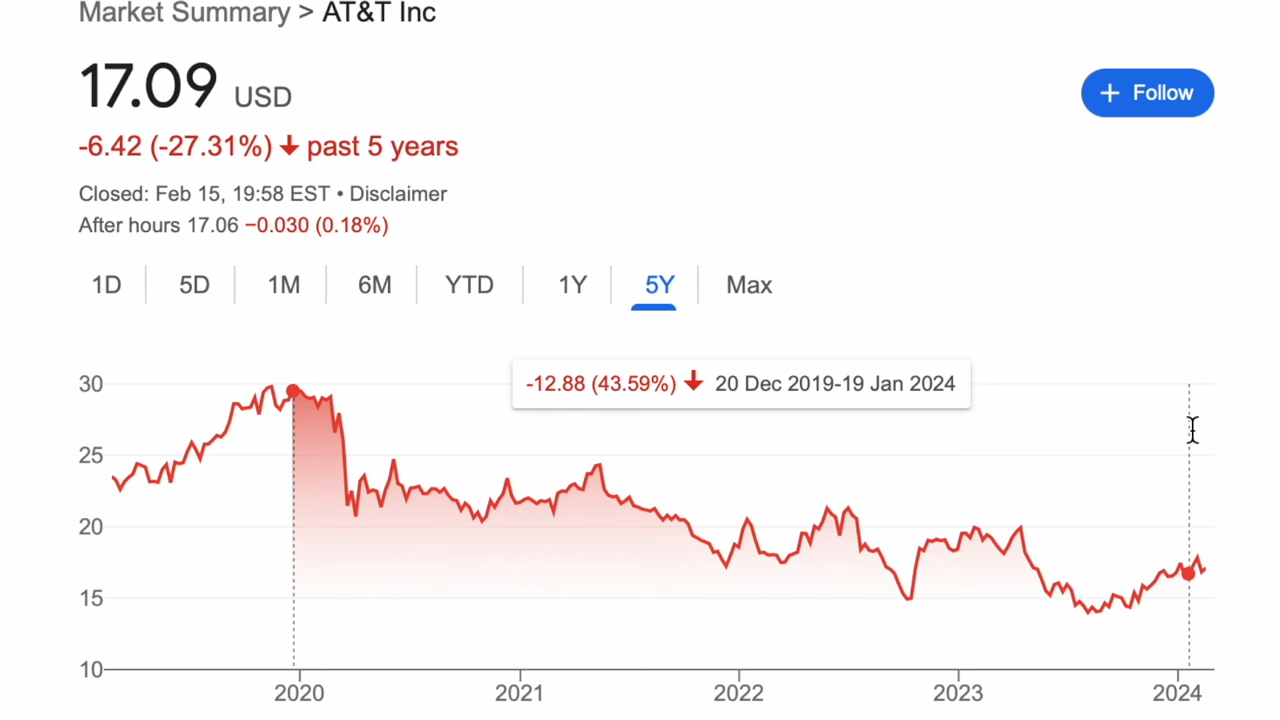 Market Summary > AT&T Inc
17.09 USD
+ Follow
-6.42 (-27.31%) ↓ past 5 years
Closed: Feb 15, 19:58 EST • Disclaimer
After hours 17.06 −0.030 (0.18%)
1D 5D 1M 6M YTD 1Y 5Y Max
-12.88 (43.59%) ↓ 20 Dec 2019-19 Jan 2024
30
25
20
15
10
2020 2021 2022 2023 2024